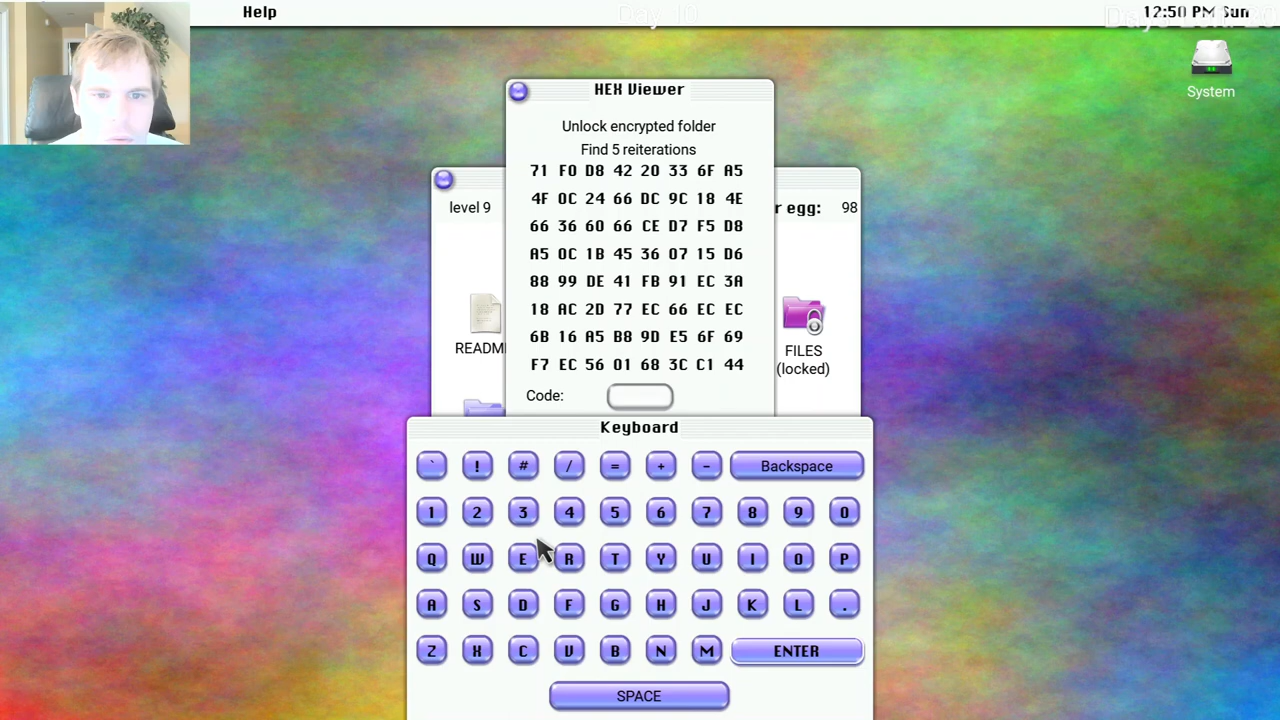 Help
Day 10
12:50 PM Sun
System
HEX Viewer
Unlock encrypted folder
Find 5 reiterations
71 F0 D8 42 20 33 6F A5
4F 0C 24 66 DC 9C 18 4E
66 36 60 66 CE D7 F5 D8
A5 0C 1B 45 36 07 15 D6
88 99 DE 41 FB 91 EC 3A
18 AC 2D 77 EC 66 EC EC
6B 16 A5 B8 9D E5 6F 69
F7 EC 56 01 68 3C C1 44
Code:
level 9
r egg: 98
READM
FILES
(locked)
Keyboard
` ! # / = + - Backspace
1 2 3 4 5 6 7 8 9 0
Q W E R T Y U I O P
A S D F G H J K L .
Z X C V B N M ENTER
SPACE